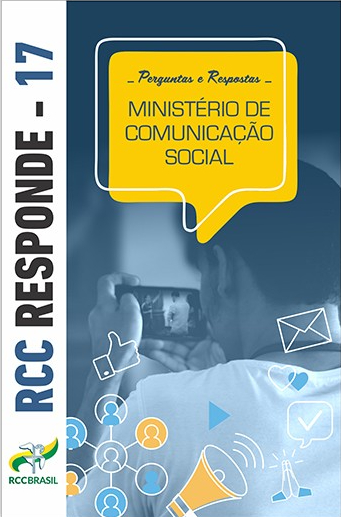 RCC RESPONDE - 17
_ Perguntas e Respostas _
MINISTÉRIO DE
COMUNICAÇÃO
SOCIAL
RCCBRASIL